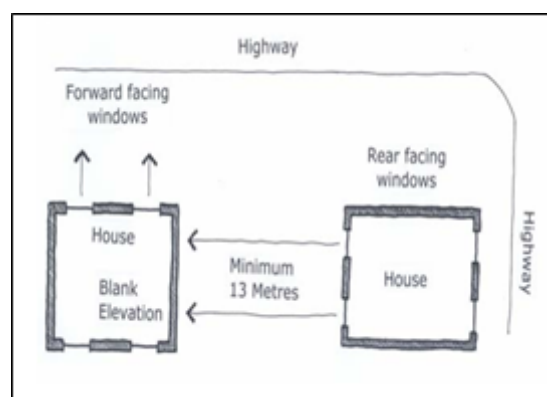 Highway
Forward facing
windows
Rear facing
windows
Highway
House
Minimum
13 Metres
House
Blank
Elevation